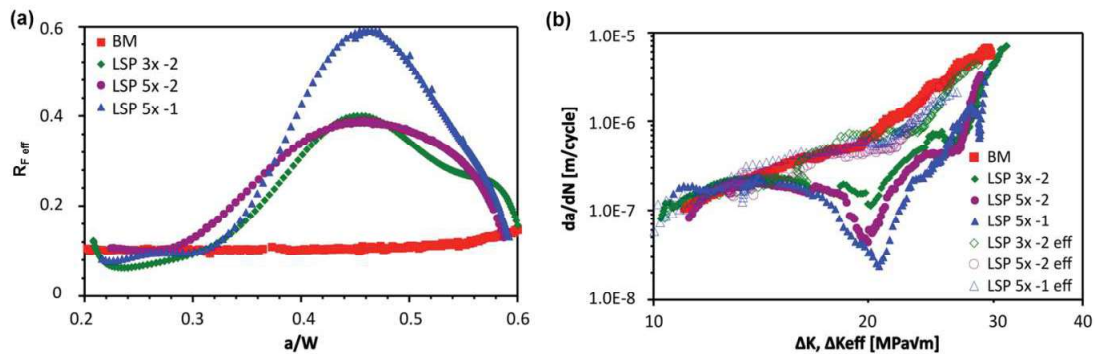 (a)
0.6
0.4
0.2
0
R_F eff
BM
LSP 3x -2
LSP 5x -2
LSP 5x -1
0.2 0.3 0.4 0.5 0.6
a/W
(b)
1.0E-5
1.0E-6
1.0E-7
1.0E-8
da/dN [m/cycle]
BM
LSP 3x -2
LSP 5x -2
LSP 5x -1
LSP 3x -2 eff
LSP 5x -2 eff
LSP 5x -1 eff
10 20 30 40
ΔK, ΔKeff [MPa√m]